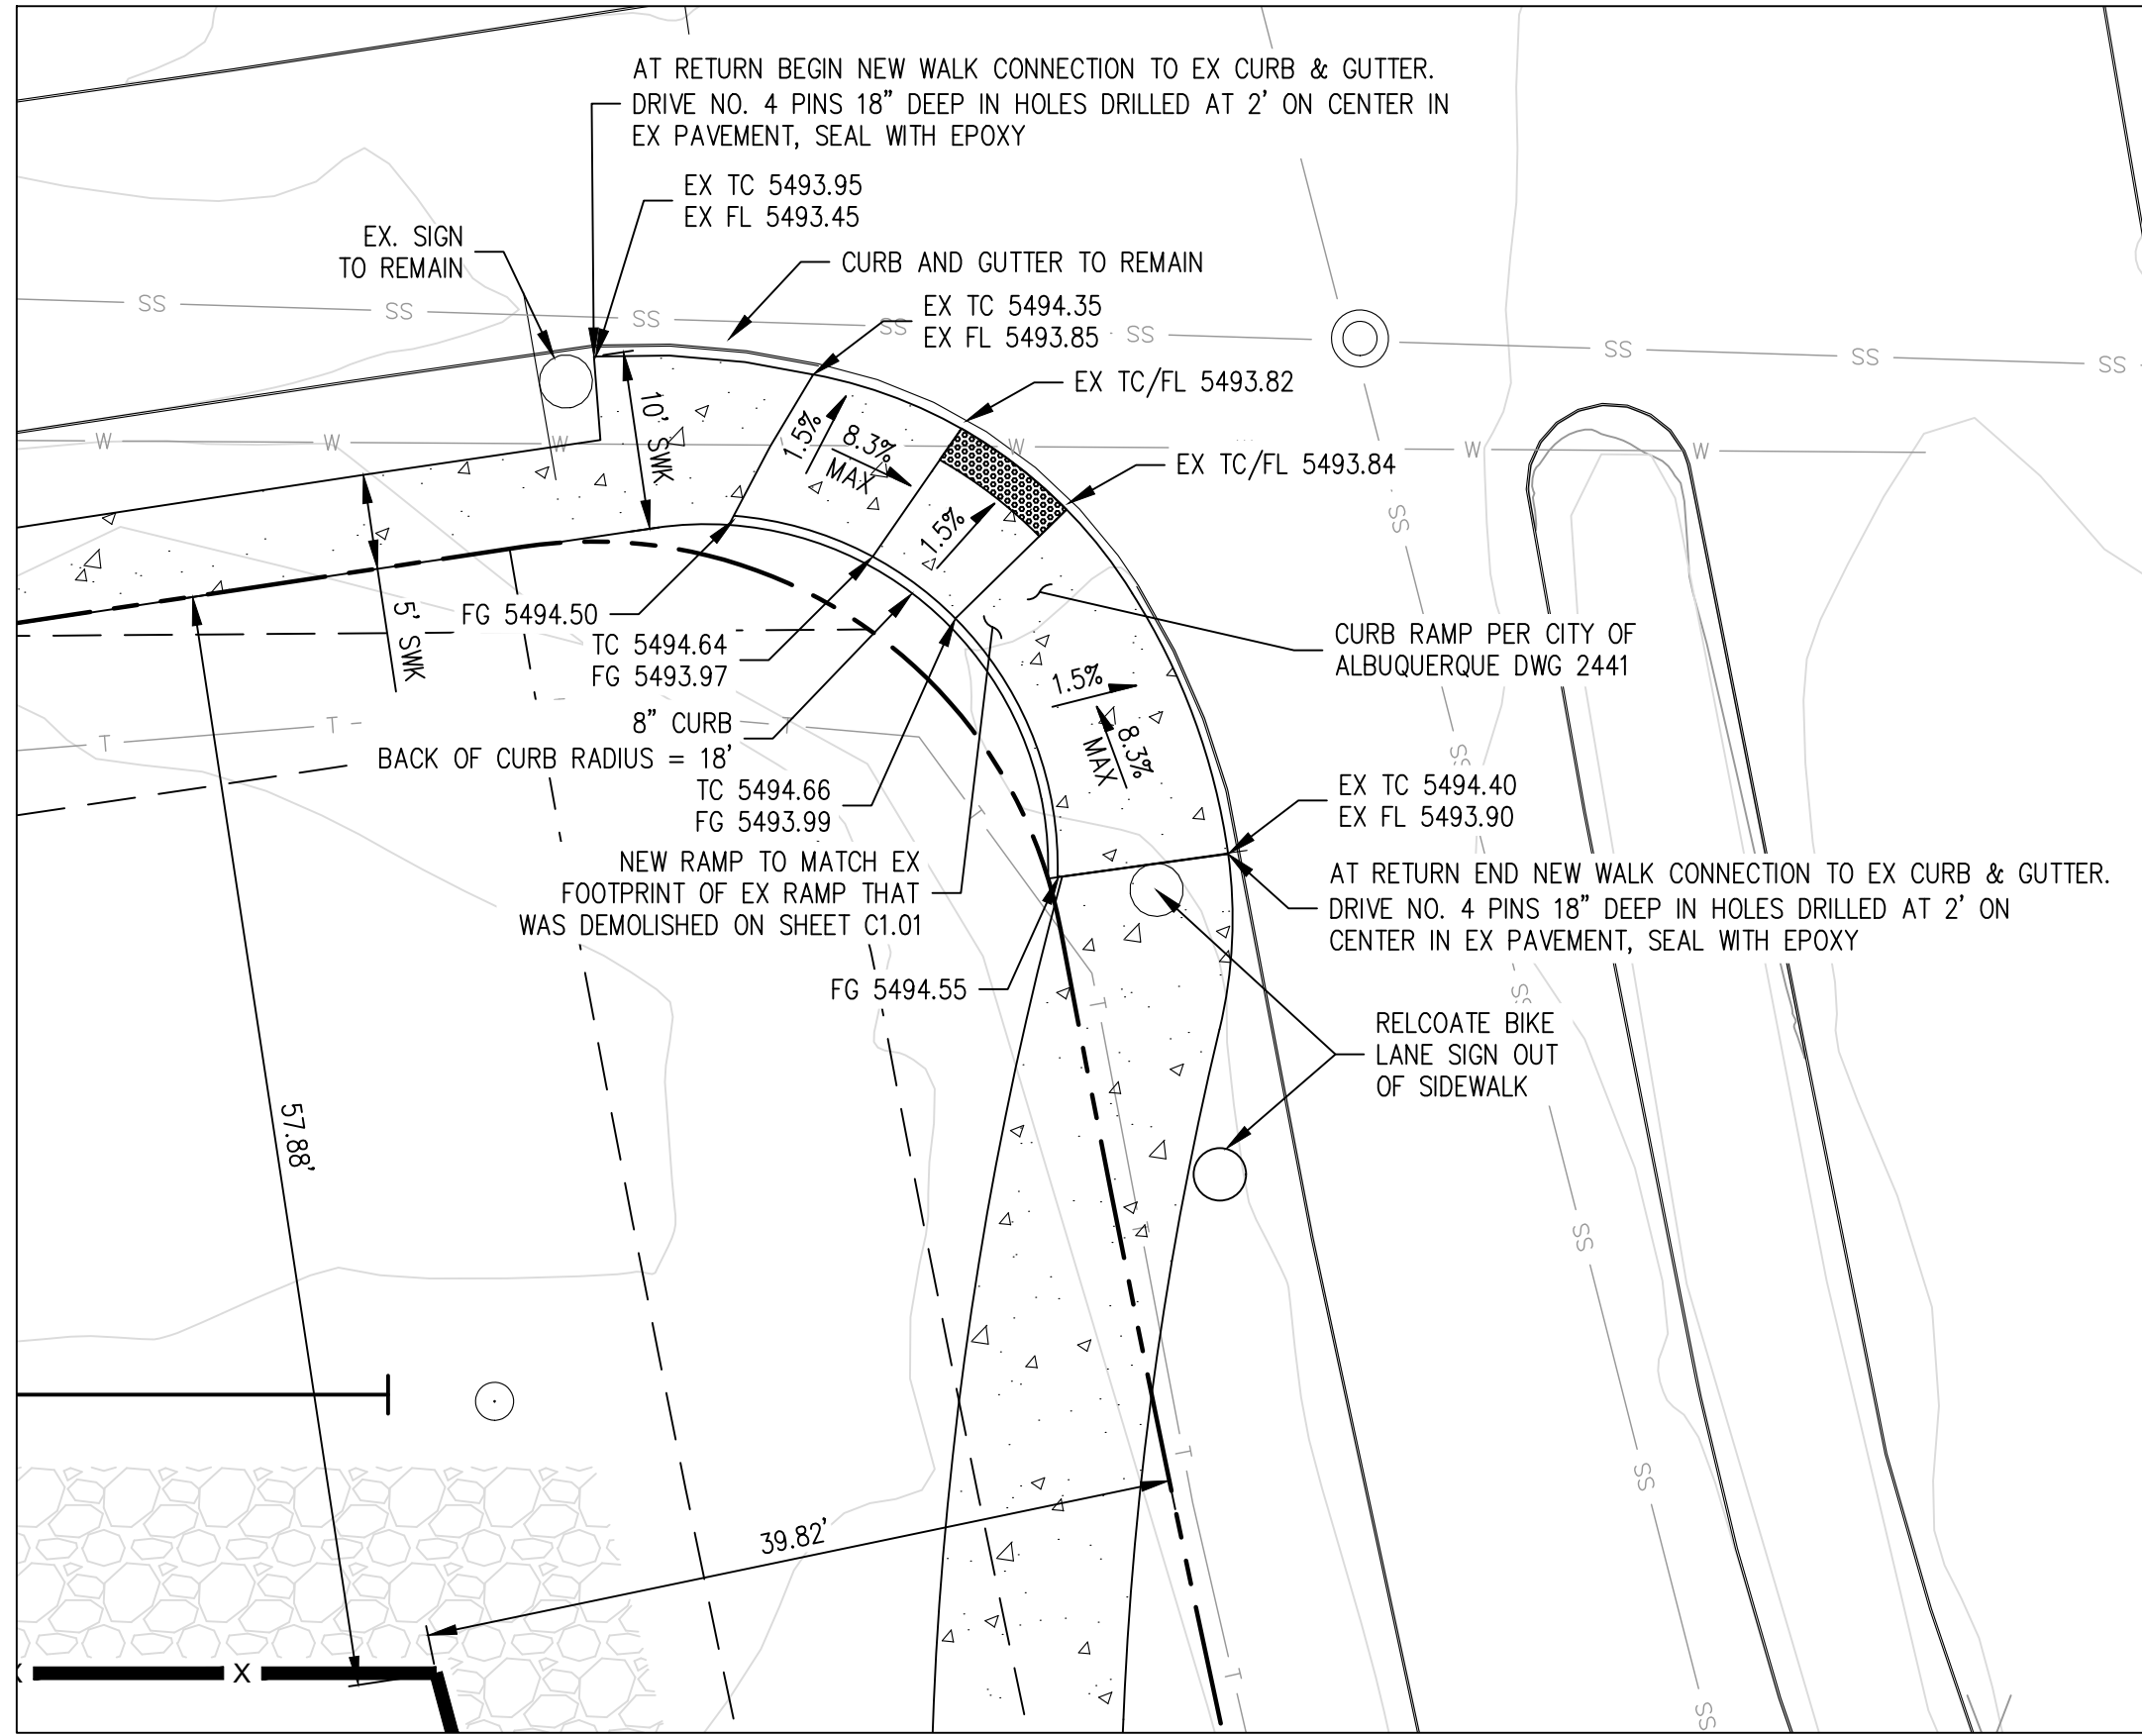 AT RETURN BEGIN NEW WALK CONNECTION TO EX CURB & GUTTER.
DRIVE NO. 4 PINS 18” DEEP IN HOLES DRILLED AT 2’ ON CENTER IN
EX PAVEMENT, SEAL WITH EPOXY
EX TC 5493.95
EX FL 5493.45
EX. SIGN
TO REMAIN
CURB AND GUTTER TO REMAIN
EX TC 5494.35
EX FL 5493.85
SS
SS
SS
SS
SS
SS
SS
SS
EX TC/FL 5493.82
10’ SWK
1.5%
8.3%
MAX
W
W
W
W
W
W
EX TC/FL 5493.84
1.5%
SS
5’ SWK
FG 5494.50
TC 5494.64
FG 5493.97
CURB RAMP PER CITY OF
ALBUQUERQUE DWG 2441
1.5%
8.3%
MAX
8” CURB
BACK OF CURB RADIUS = 18’
T
T
T
T
SS
TC 5494.66
FG 5493.99
EX TC 5494.40
EX FL 5493.90
NEW RAMP TO MATCH EX
FOOTPRINT OF EX RAMP THAT
WAS DEMOLISHED ON SHEET C1.01
AT RETURN END NEW WALK CONNECTION TO EX CURB & GUTTER.
DRIVE NO. 4 PINS 18” DEEP IN HOLES DRILLED AT 2’ ON
CENTER IN EX PAVEMENT, SEAL WITH EPOXY
FG 5494.55
T
SS
RELCOATE BIKE
LANE SIGN OUT
OF SIDEWALK
57.88’
T
SS
T
SS
39.82’
X
X
T
SS